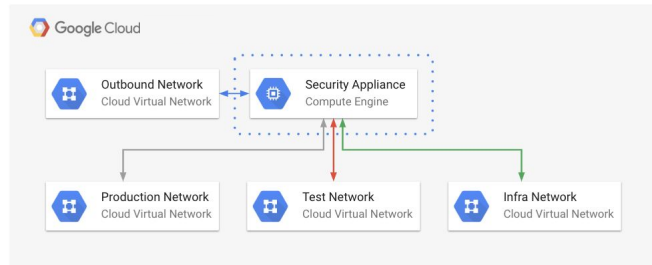 Google Cloud
Outbound Network
Cloud Virtual Network
Security Appliance
Compute Engine
Production Network
Cloud Virtual Network
Test Network
Cloud Virtual Network
Infra Network
Cloud Virtual Network